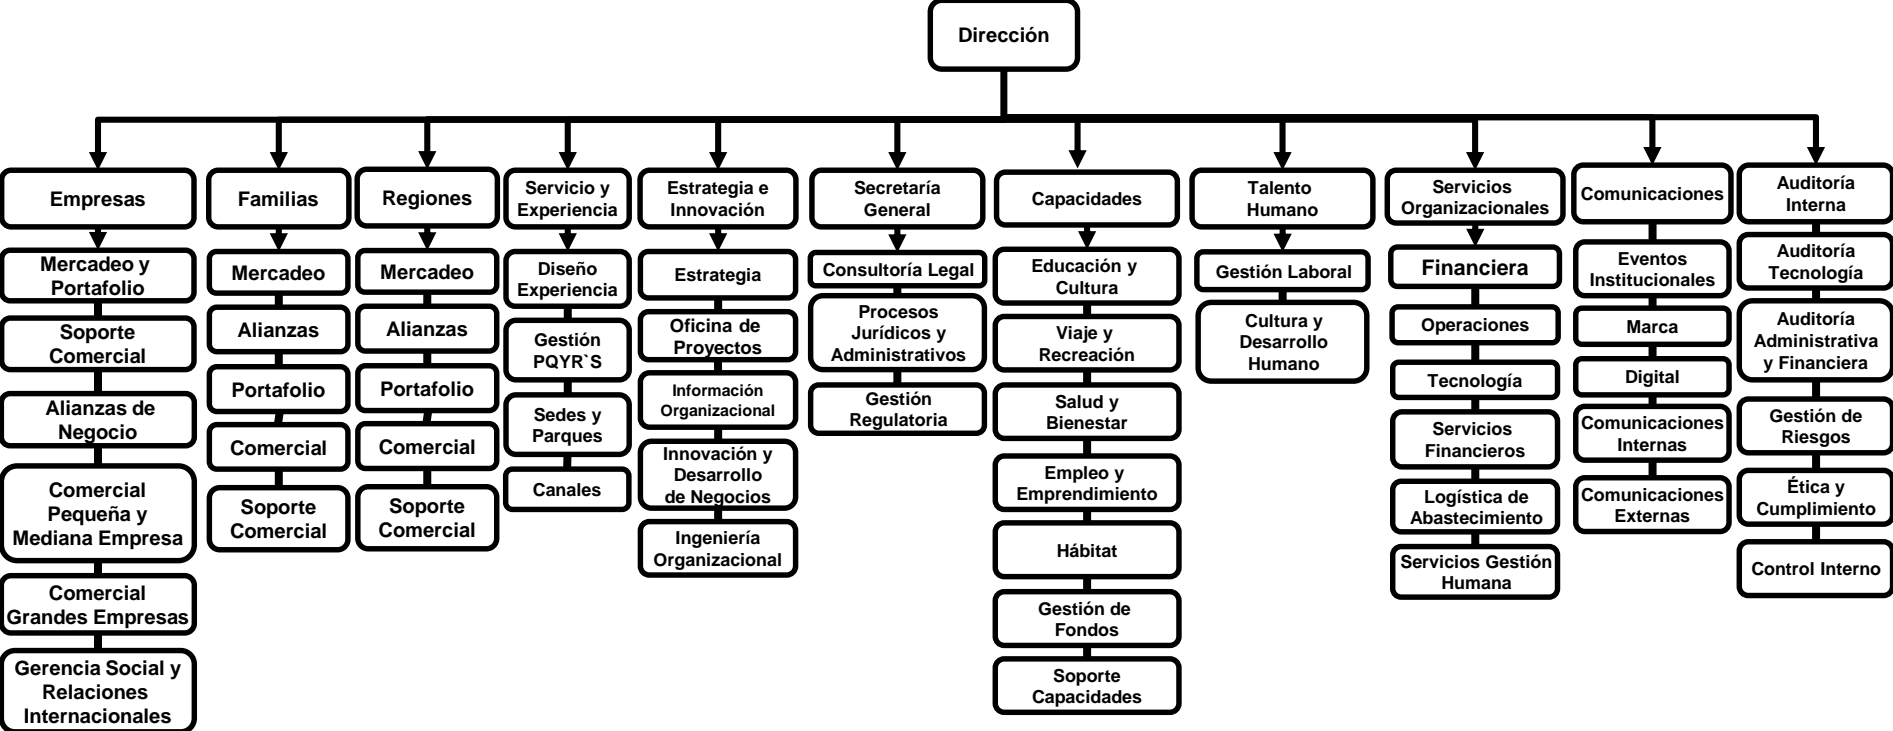 Dirección
Empresas
Mercadeo y
Portafolio
Soporte
Comercial
Alianzas de
Negocio
Comercial
Pequeña y
Mediana Empresa
Comercial
Grandes Empresas
Gerencia Social y
Relaciones
Internacionales
Familias
Mercadeo
Alianzas
Portafolio
Comercial
Soporte
Comercial
Regiones
Mercadeo
Alianzas
Portafolio
Comercial
Soporte
Comercial
Servicio y
Experiencia
Diseño
Experiencia
Gestión
PQYR`S
Sedes y
Parques
Canales
Estrategia e
Innovación
Estrategia
Oficina de
Proyectos
Información
Organizacional
Innovación y
Desarrollo
de Negocios
Ingeniería
Organizacional
Secretaría
General
Consultoría Legal
Procesos
Jurídicos y
Administrativos
Gestión
Regulatoria
Capacidades
Educación y
Cultura
Viaje y
Recreación
Salud y
Bienestar
Empleo y
Emprendimiento
Hábitat
Gestión de
Fondos
Soporte
Capacidades
Talento
Humano
Gestión Laboral
Cultura y
Desarrollo
Humano
Servicios
Organizacionales
Financiera
Operaciones
Tecnología
Servicios
Financieros
Logística de
Abastecimiento
Servicios Gestión
Humana
Comunicaciones
Eventos
Institucionales
Marca
Digital
Comunicaciones
Internas
Comunicaciones
Externas
Auditoría
Interna
Auditoría
Tecnología
Auditoría
Administrativa
y Financiera
Gestión de
Riesgos
Ética y
Cumplimiento
Control Interno